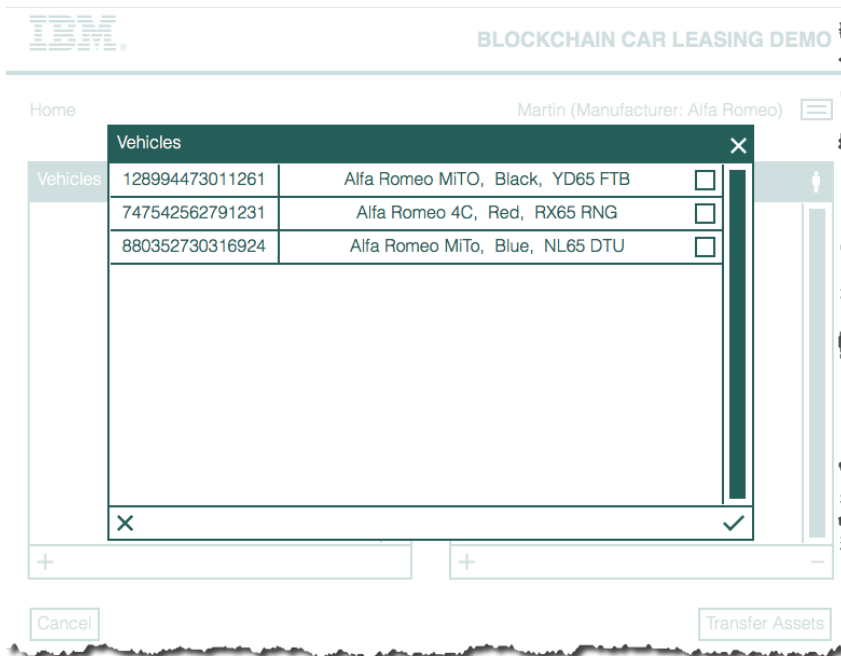 IBM®
BLOCKCHAIN CAR LEASING DEMO
Home
Martin (Manufacturer: Alfa Romeo)
Vehicles
Vehicles
128994473011261 Alfa Romeo MiTO, Black, YD65 FTB
747542562791231 Alfa Romeo 4C, Red, RX65 RNG
880352730316924 Alfa Romeo MiTo, Blue, NL65 DTU
Cancel
Transfer Assets